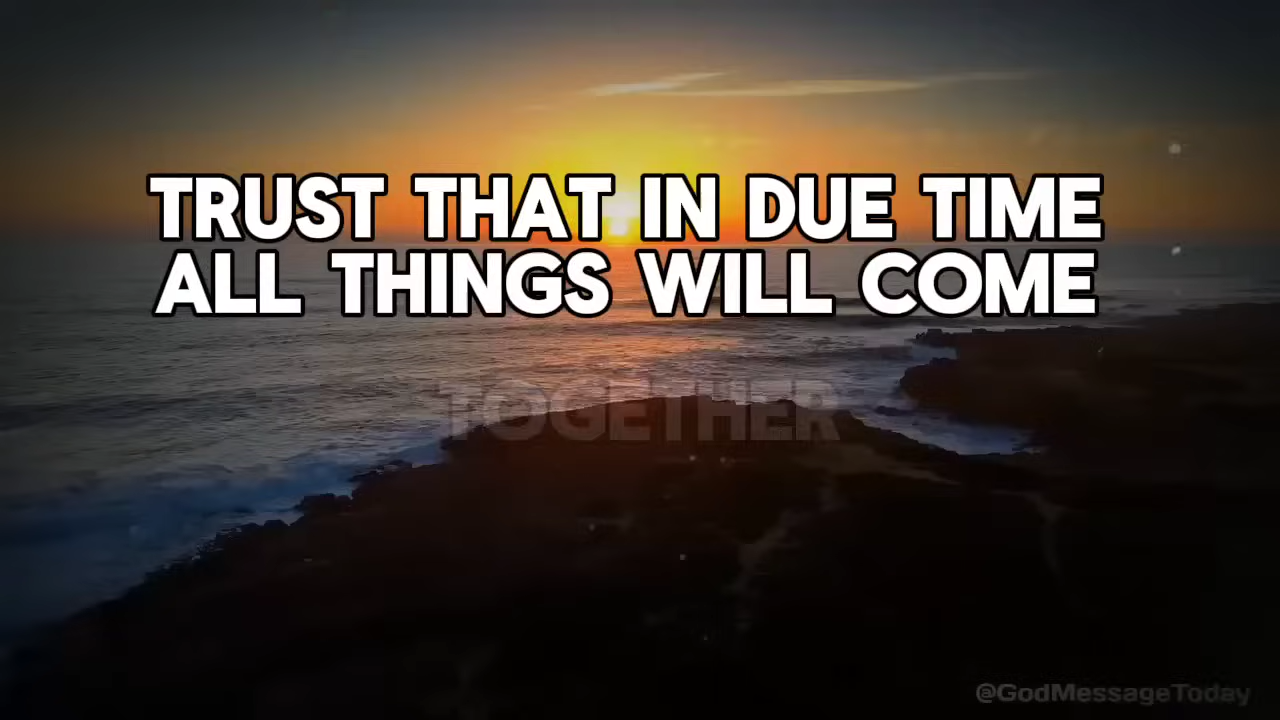 TRUST THAT IN DUE TIME
ALL THINGS WILL COME
TOGETHER
@GodMessageToday